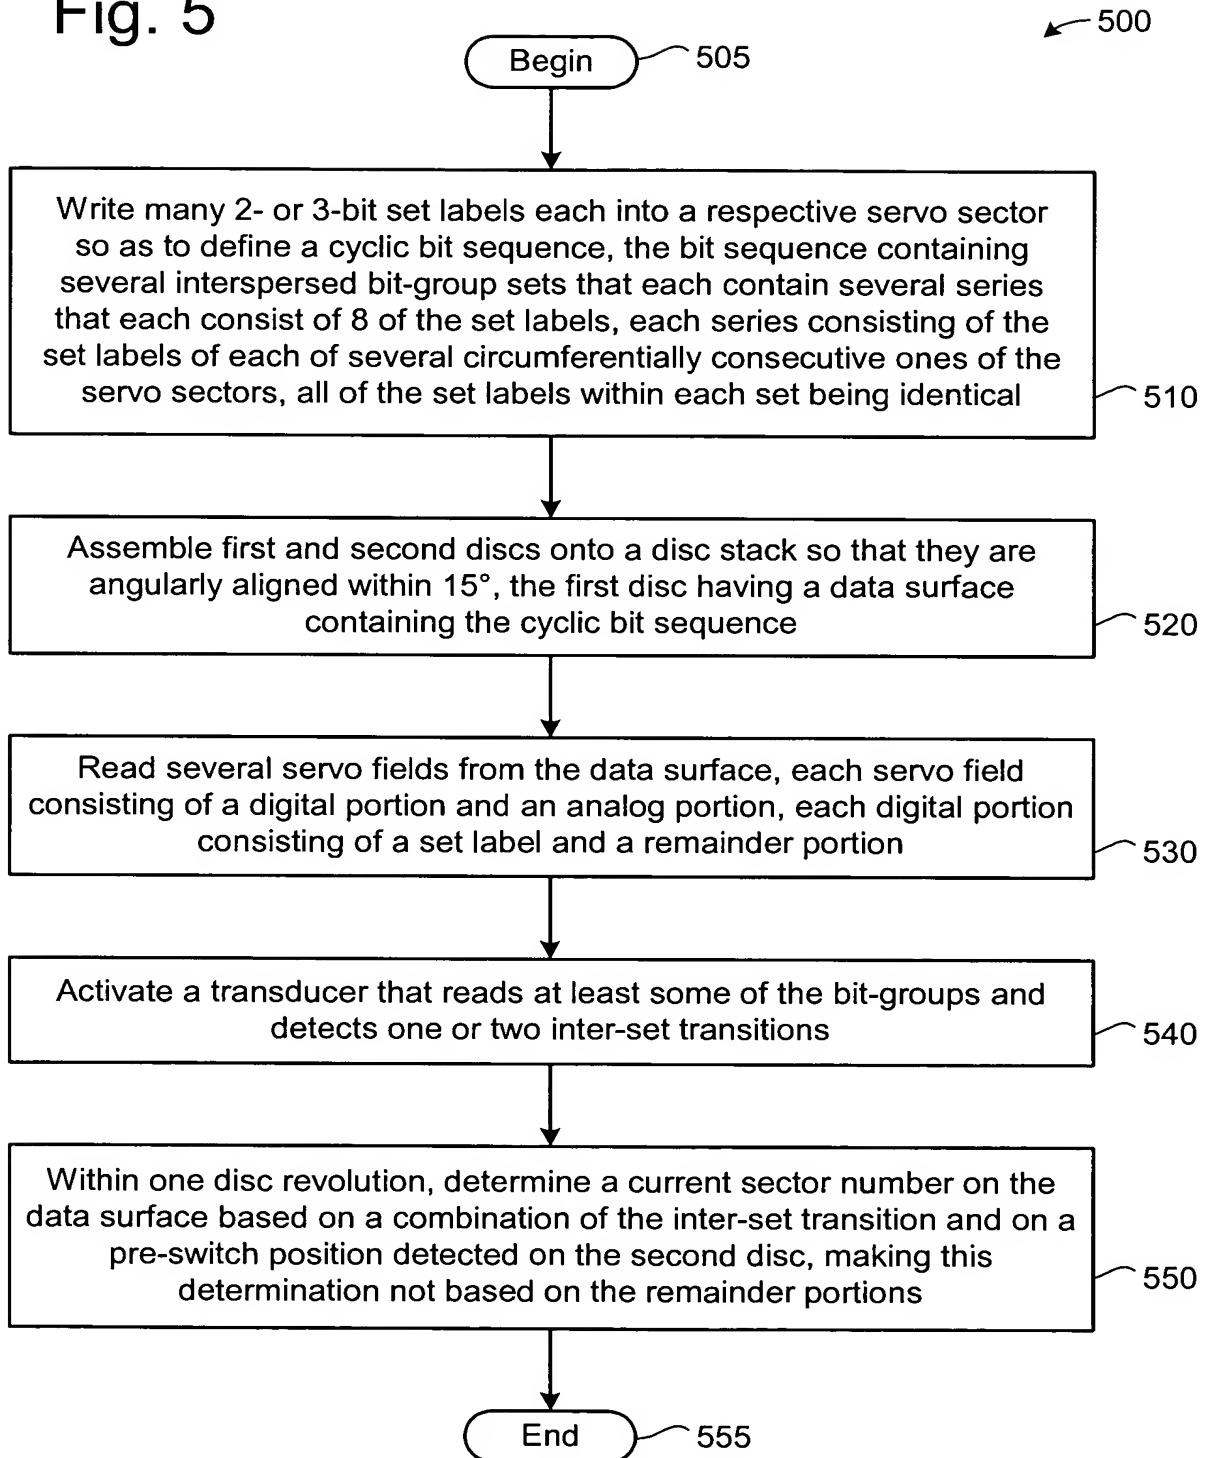 Fig. 5
500
Begin
505
Write many 2- or 3-bit set labels each into a respective servo sector
so as to define a cyclic bit sequence, the bit sequence containing
several interspersed bit-group sets that each contain several series
that each consist of 8 of the set labels, each series consisting of the
set labels of each of several circumferentially consecutive ones of the
servo sectors, all of the set labels within each set being identical
510
Assemble first and second discs onto a disc stack so that they are
angularly aligned within 15°, the first disc having a data surface
containing the cyclic bit sequence
520
Read several servo fields from the data surface, each servo field
consisting of a digital portion and an analog portion, each digital portion
consisting of a set label and a remainder portion
530
Activate a transducer that reads at least some of the bit-groups and
detects one or two inter-set transitions
540
Within one disc revolution, determine a current sector number on the
data surface based on a combination of the inter-set transition and on a
pre-switch position detected on the second disc, making this
determination not based on the remainder portions
550
End
555